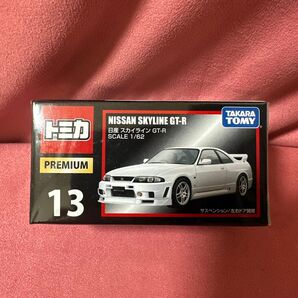 トミカ
PREMIUM
13
NISSAN SKYLINE GT-R
日産 スカイライン GT-R
SCALE 1/62
TAKARA
TOMY
サスペンション/左右ドア開閉